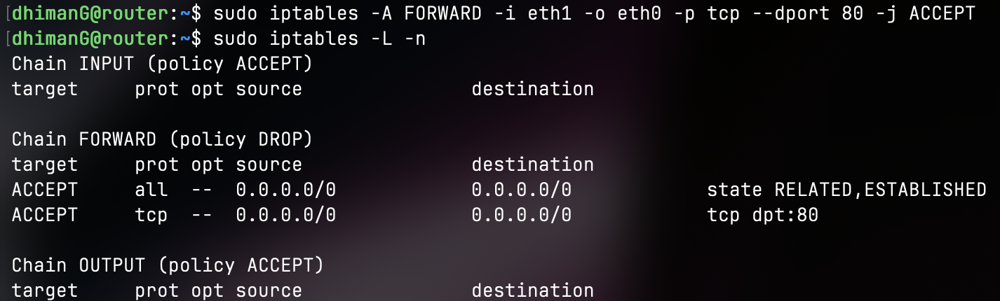 [dhimanG@router:~$ sudo iptables -A FORWARD -i eth1 -o eth0 -p tcp --dport 80 -j ACCEPT
[dhimanG@router:~$ sudo iptables -L -n
Chain INPUT (policy ACCEPT)
target     prot opt source               destination

Chain FORWARD (policy DROP)
target     prot opt source               destination
ACCEPT     all  --  0.0.0.0/0            0.0.0.0/0            state RELATED,ESTABLISHED
ACCEPT     tcp  --  0.0.0.0/0            0.0.0.0/0            tcp dpt:80

Chain OUTPUT (policy ACCEPT)
target     prot opt source               destination